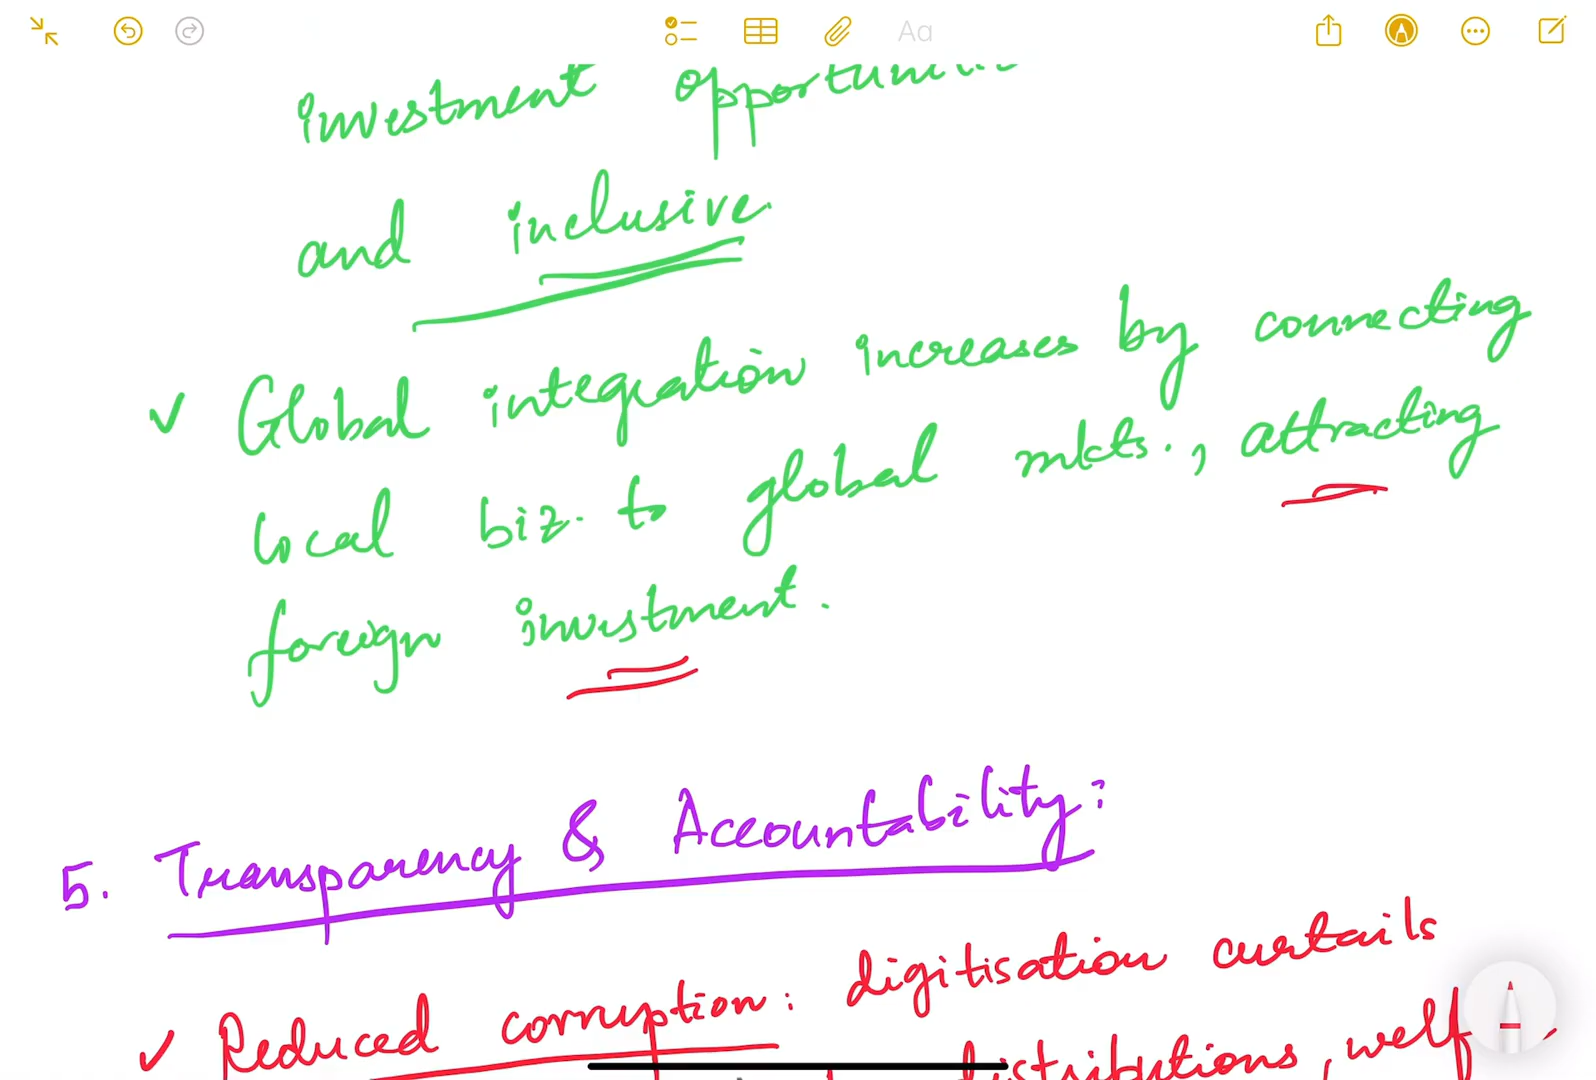 Aa
investment
and inclusive.
✓ Global integration increases by connecting
local biz. to global mkts., attracting
foreign investment.
5. Transparency & Accountability:
✓ Reduced corruption: digitisation curtails